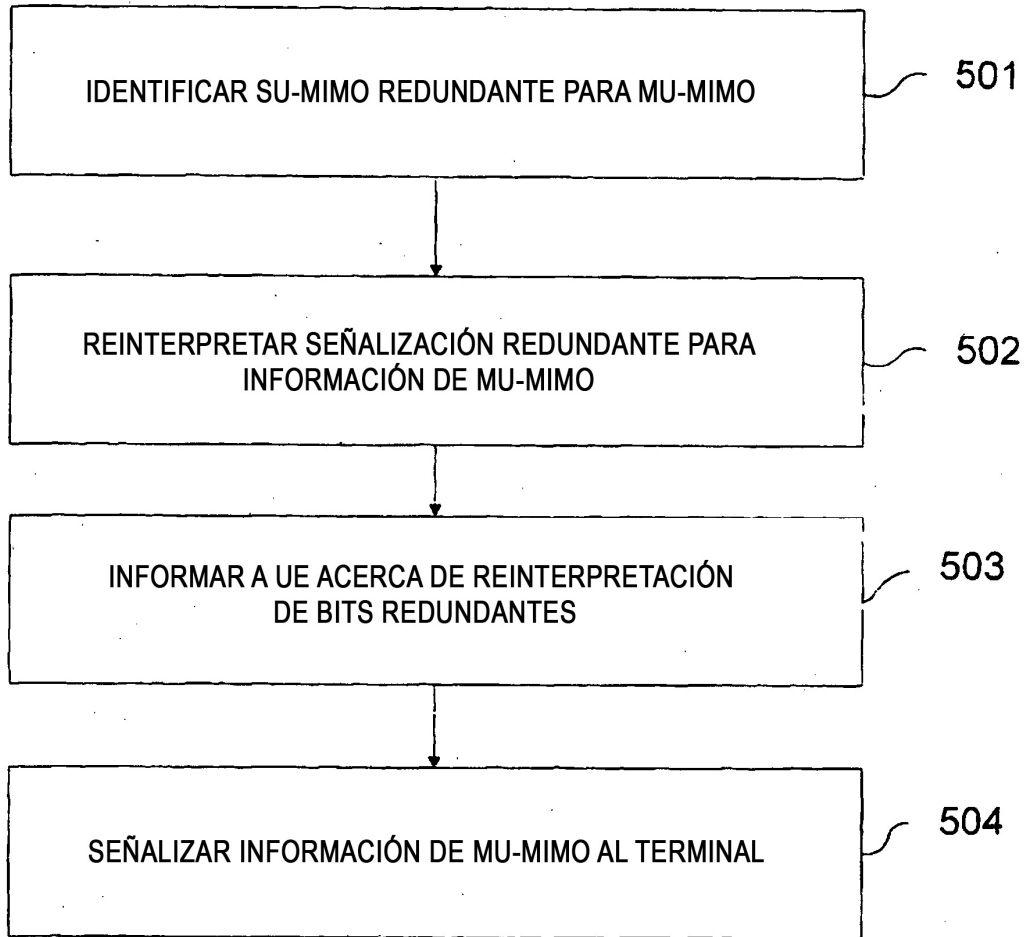 IDENTIFICAR SU-MIMO REDUNDANTE PARA MU-MIMO
501
REINTERPRETAR SEÑALIZACIÓN REDUNDANTE PARA
INFORMACIÓN DE MU-MIMO
502
INFORMAR A UE ACERCA DE REINTERPRETACIÓN
DE BITS REDUNDANTES
503
SEÑALIZAR INFORMACIÓN DE MU-MIMO AL TERMINAL
504